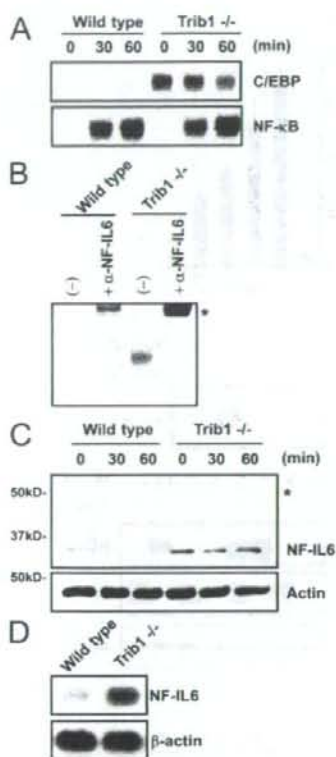 A
Wild type Trib1 -/-
0 30 60 0 30 60 (min)
C/EBP
NF-κB
B
Wild type Trib1 -/-
(-) + α-NF-IL6 (-) + α-NF-IL6
*
C
Wild type Trib1 -/-
0 30 60 0 30 60 (min)
50kD- *
37kD-
NF-IL6
50kD-
Actin
D
Wild type Trib1 -/-
NF-IL6
β-actin